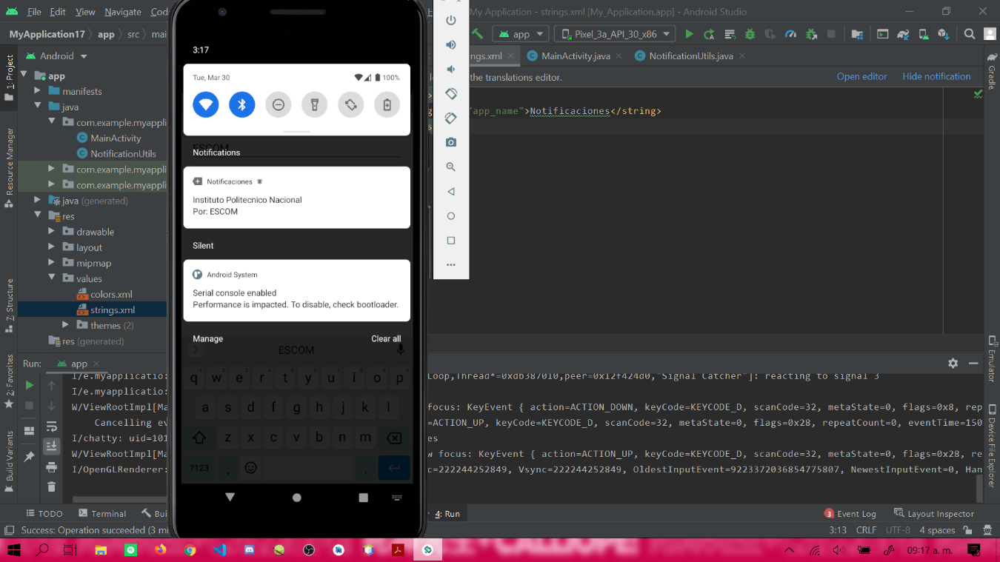 File Edit View Navigate Cod
My Application - strings.xml [My_Application.app] - Android Studio
MyApplication17 app src mai
app
Pixel_3a_API_30_x86
1: Project
Resource Manager
7: Structure
2: Favorites
Build Variants
Android
app
manifests
java
com.example.myappli
MainActivity
NotificationUtils
com.example.myappli
com.example.myappli
java (generated)
res
drawable
layout
mipmap
values
colors.xml
strings.xml
themes (2)
res (generated)
3:17
Tue, Mar 30
100%
ESCOM
Notifications
Notificaciones
Instituto Politecnico Nacional
Por: ESCOM
Silent
Android System
Serial console enabled
Performance is impacted. To disable, check bootloader.
Manage
Clear all
ESCOM
q w e r t y u i o p
a s d f g h j k l
z x c v b n m
?123 , .
ngs.xml
MainActivity.java
NotificationUtils.java
the translations editor.
Open editor
Hide notification
"app_name">Notificaciones</string>
Gradle
Emulator
Device File Explorer
Run:
app
I/e.myapplicatio:
Loop,Thread*=0xdb387010,peer=0x12f424d0,"Signal Catcher"]: reacting to signal 3
I/e.myapplicatio:
W/ViewRootImpl[Ma
focus: KeyEvent { action=ACTION_DOWN, keyCode=KEYCODE_D, scanCode=32, metaState=0, flags=0x8, rep
Cancelling ev
=ACTION_UP, keyCode=KEYCODE_D, scanCode=32, metaState=0, flags=0x28, repeatCount=0, eventTime=150
I/chatty: uid=101
es
W/ViewRootImpl[Ma
w focus: KeyEvent { action=ACTION_UP, keyCode=KEYCODE_D, scanCode=32, metaState=0, flags=0x28, re
I/OpenGLRenderer:
c=222244252849, Vsync=222244252849, OldestInputEvent=9223372036854775807, NewestInputEvent=0, Han
TODO
Terminal
Bui
4: Run
3 Event Log
Layout Inspector
Success: Operation succeeded (3 mi
3:13 CRLF UTF-8 4 spaces
09:17 a. m.